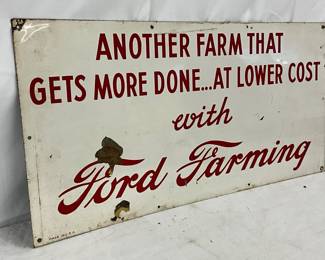 ANOTHER FARM THAT
GETS MORE DONE...AT LOWER COST
with
Ford Farming